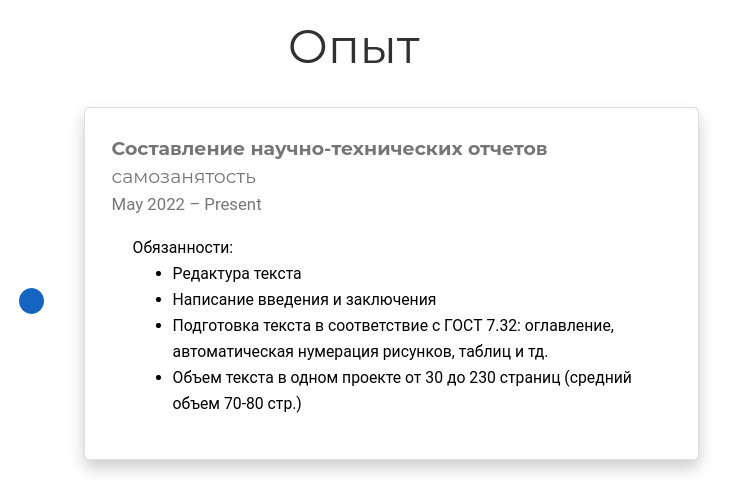 Опыт
Составление научно-технических отчетов
самозанятость
May 2022 – Present
Обязанности:
• Редактура текста
• Написание введения и заключения
• Подготовка текста в соответствие с ГОСТ 7.32: оглавление,
автоматическая нумерация рисунков, таблиц и тд.
• Объем текста в одном проекте от 30 до 230 страниц (средний
объем 70-80 стр.)